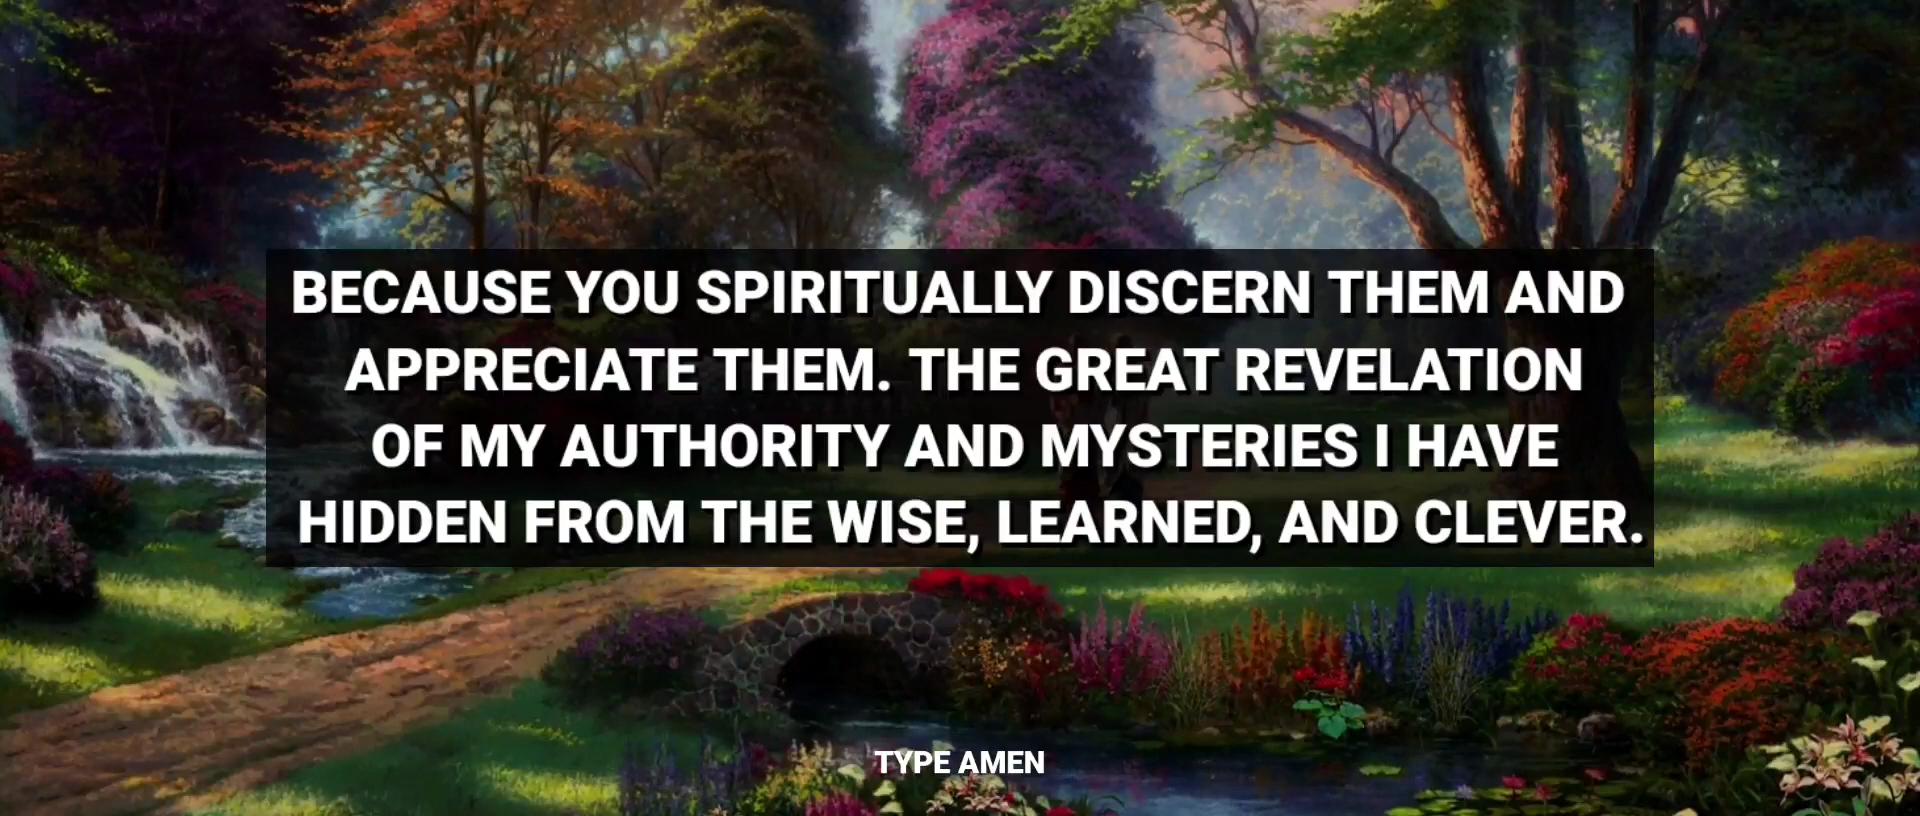 BECAUSE YOU SPIRITUALLY DISCERN THEM AND
APPRECIATE THEM. THE GREAT REVELATION
OF MY AUTHORITY AND MYSTERIES I HAVE
HIDDEN FROM THE WISE, LEARNED, AND CLEVER.
TYPE AMEN